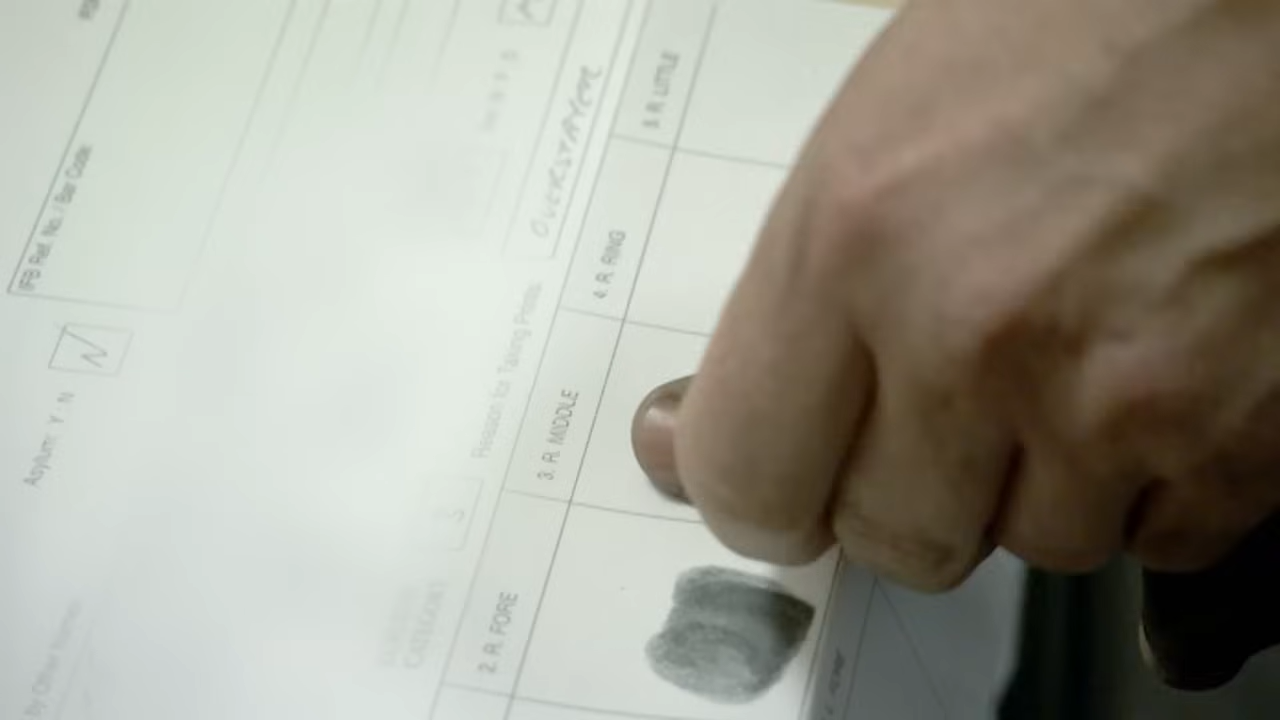 IFB Ref. No./ Bar Code
Asylum: Y / N
N
Reason for Taking Prints
OVERSTAYER
CATEGORY
2. R. FORE
3. R. MIDDLE
4. R. RING
5. R. LITTLE